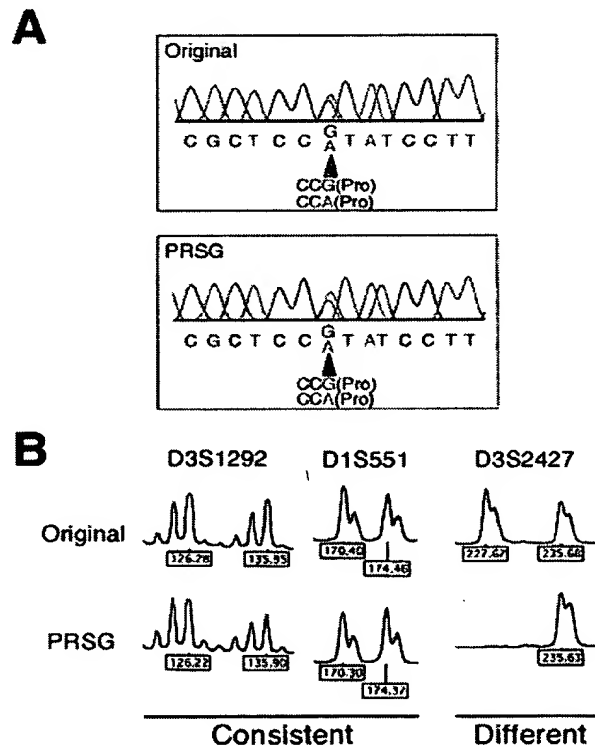 A
Original
C G C T C C G T A T C C T T
A
CCG(Pro)
CCA(Pro)
PRSG
C G C T C C G T A T C C T T
A
CCG(Pro)
CCA(Pro)
B
D3S1292 D1S551 D3S2427
Original
126.28 135.95 170.40 174.46 227.67 235.66
PRSG
126.22 135.90 170.30 174.37 235.63
Consistent Different